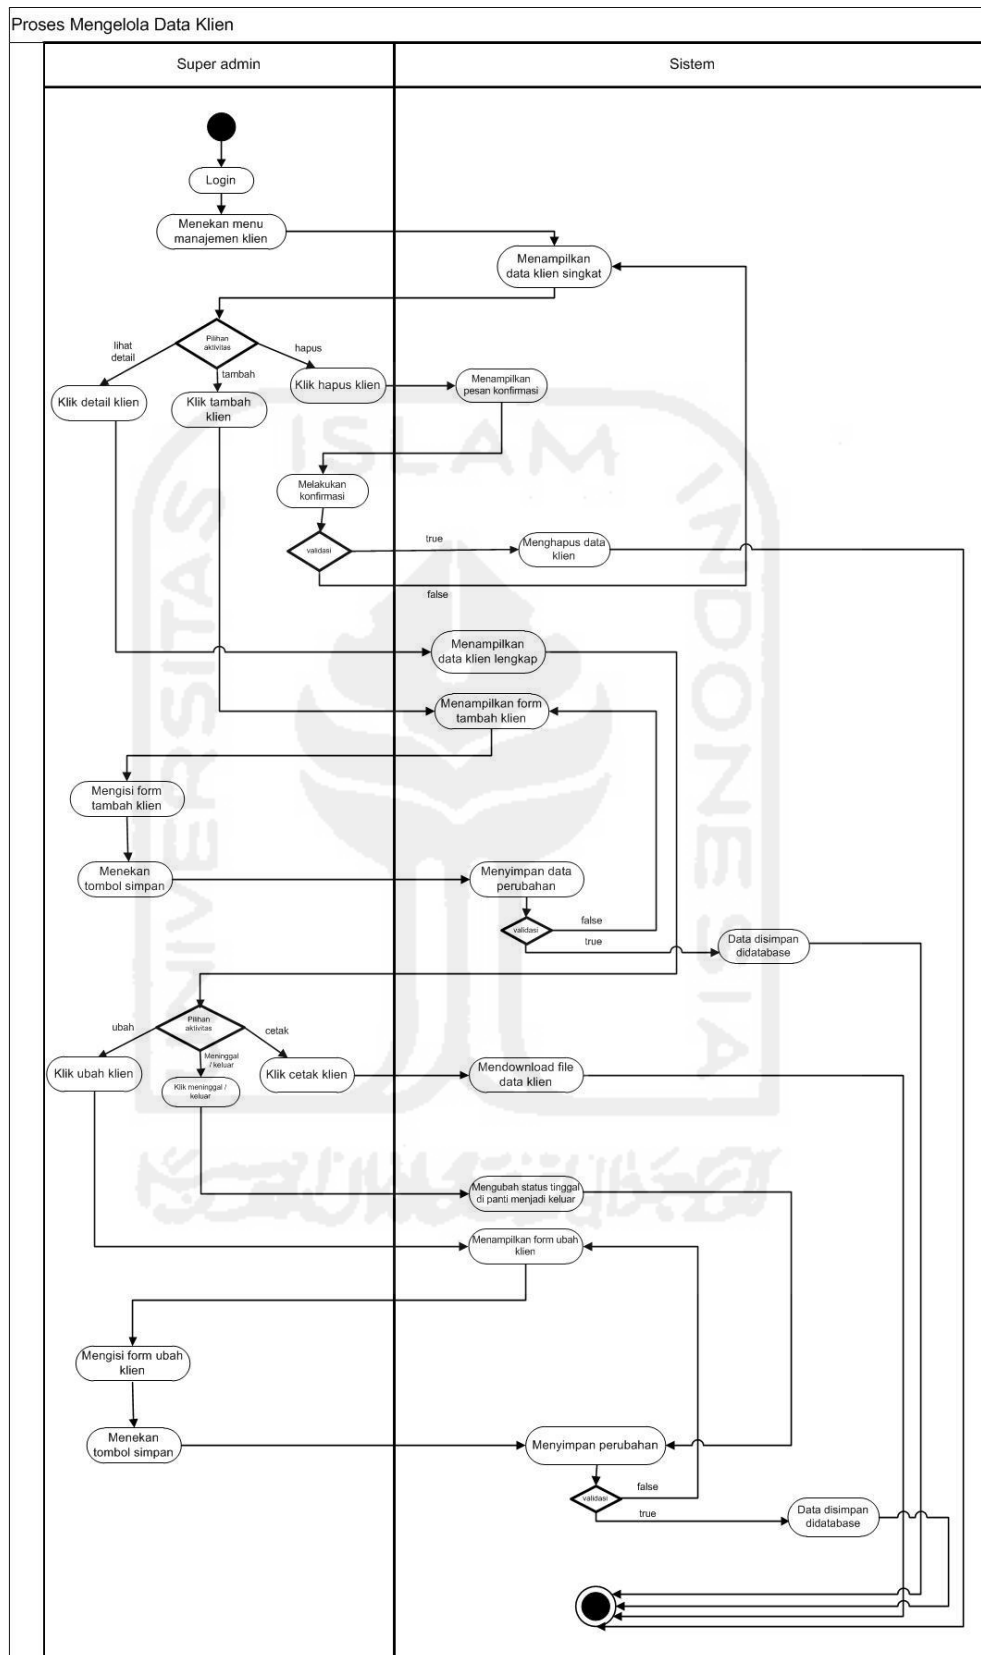 Proses Mengelola Data Klien
Super admin
Sistem
Login
Menekan menu
manajemen klien
Menampilkan
data klien singkat
Pilihan
aktivitas
lihat
detail
tambah
hapus
Klik detail klien
Klik tambah
klien
Klik hapus klien
Menampilkan
pesan konfirmasi
ISLAM
UNIVERSITAS
INDONESIA
Melakukan
konfirmasi
validasi
true
false
Menghapus data
klien
Menampilkan
data klien lengkap
Menampilkan form
tambah klien
Mengisi form
tambah klien
Menekan
tombol simpan
Menyimpan data
perubahan
validasi
false
true
Data disimpan
didatabase
Pilihan
aktivitas
ubah
Meninggal
/ keluar
cetak
Klik ubah klien
Klik meninggal /
keluar
Klik cetak klien
Mendownload file
data klien
Mengubah status tinggal
di panti menjadi keluar
Menampilkan form ubah
klien
Mengisi form ubah
klien
Menekan
tombol simpan
Menyimpan perubahan
validasi
false
true
Data disimpan
didatabase